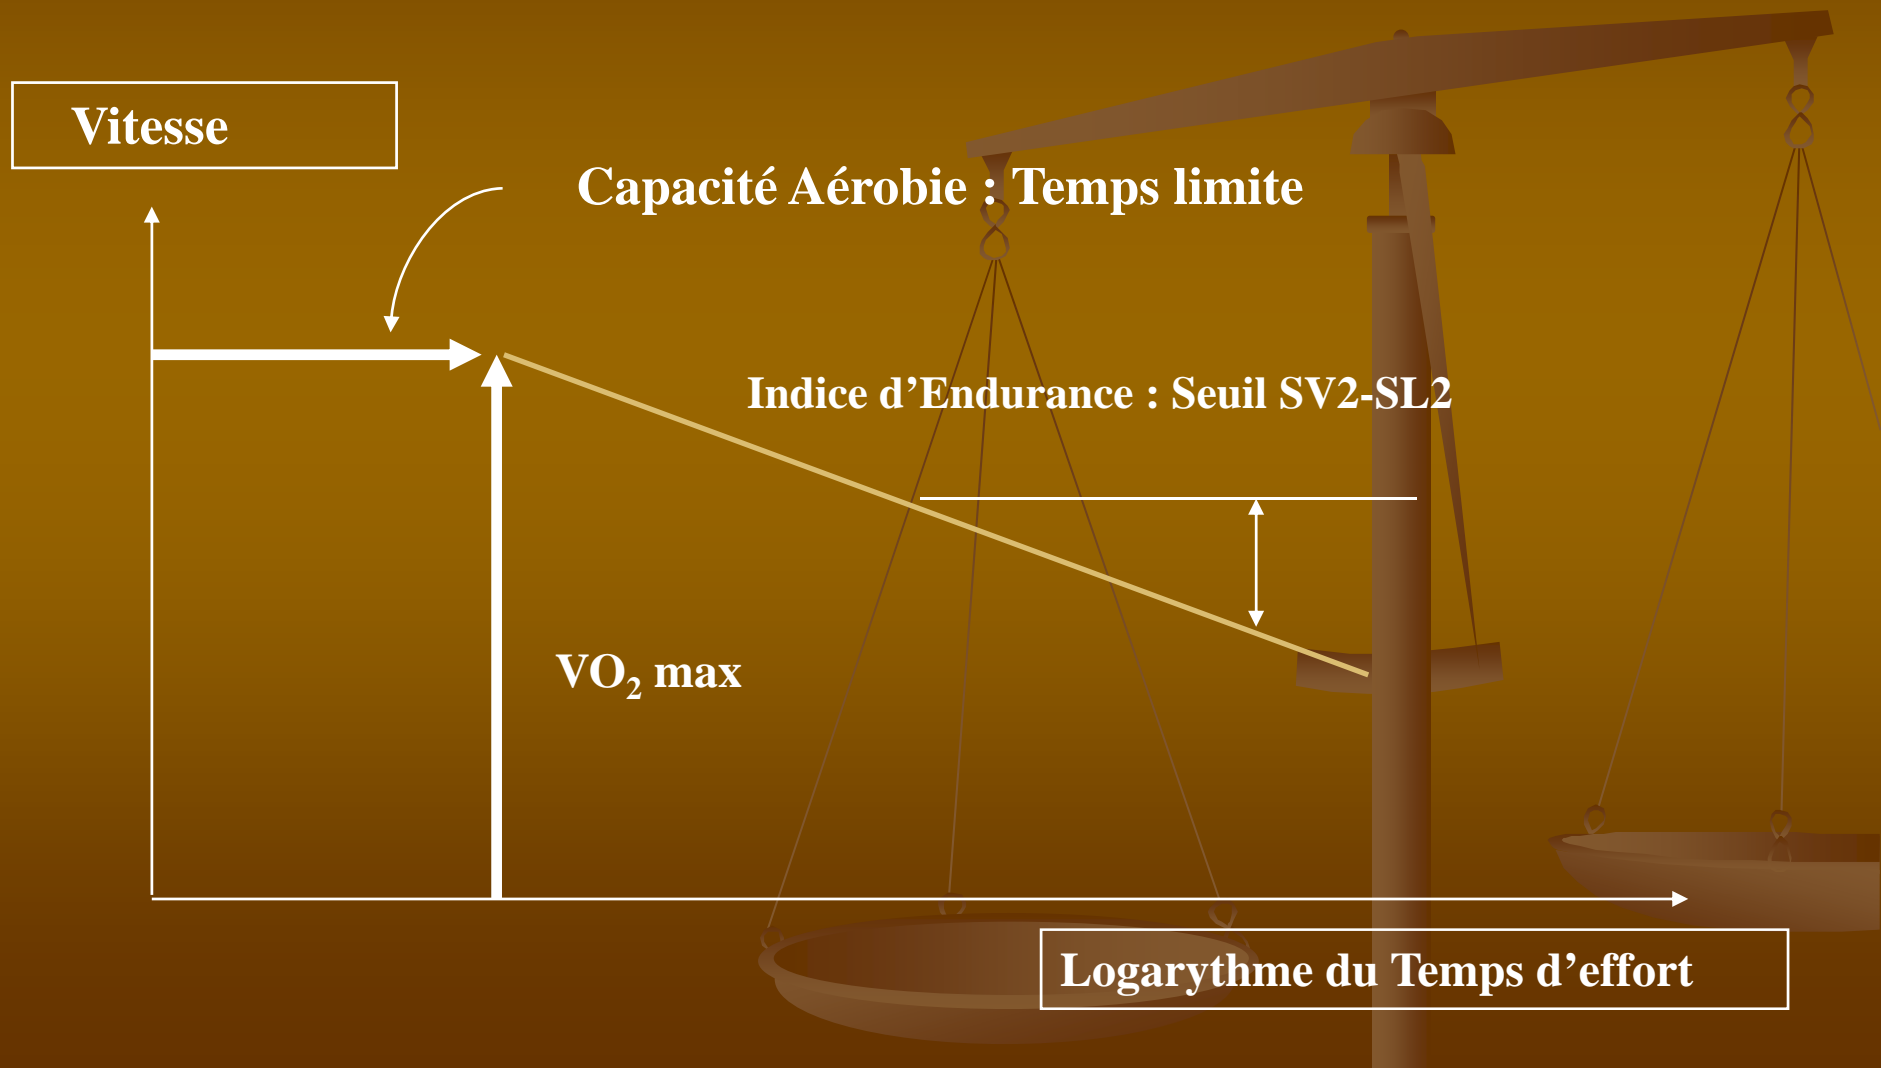 Vitesse
Capacité Aérobie : Temps limite
Indice d’Endurance : Seuil SV2-SL2
VO₂ max
Logarythme du Temps d’effort